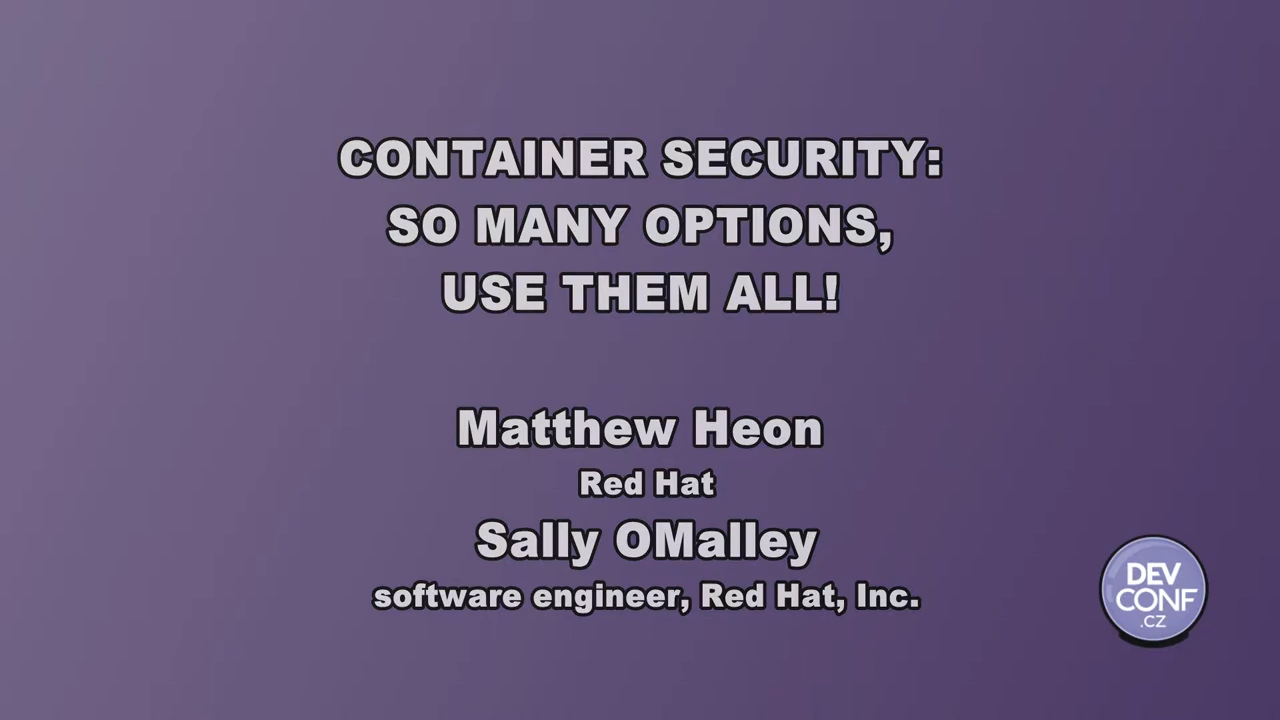 CONTAINER SECURITY:
SO MANY OPTIONS,
USE THEM ALL!
Matthew Heon
Red Hat
Sally OMalley
software engineer, Red Hat, Inc.
DEV
CONF
.CZ